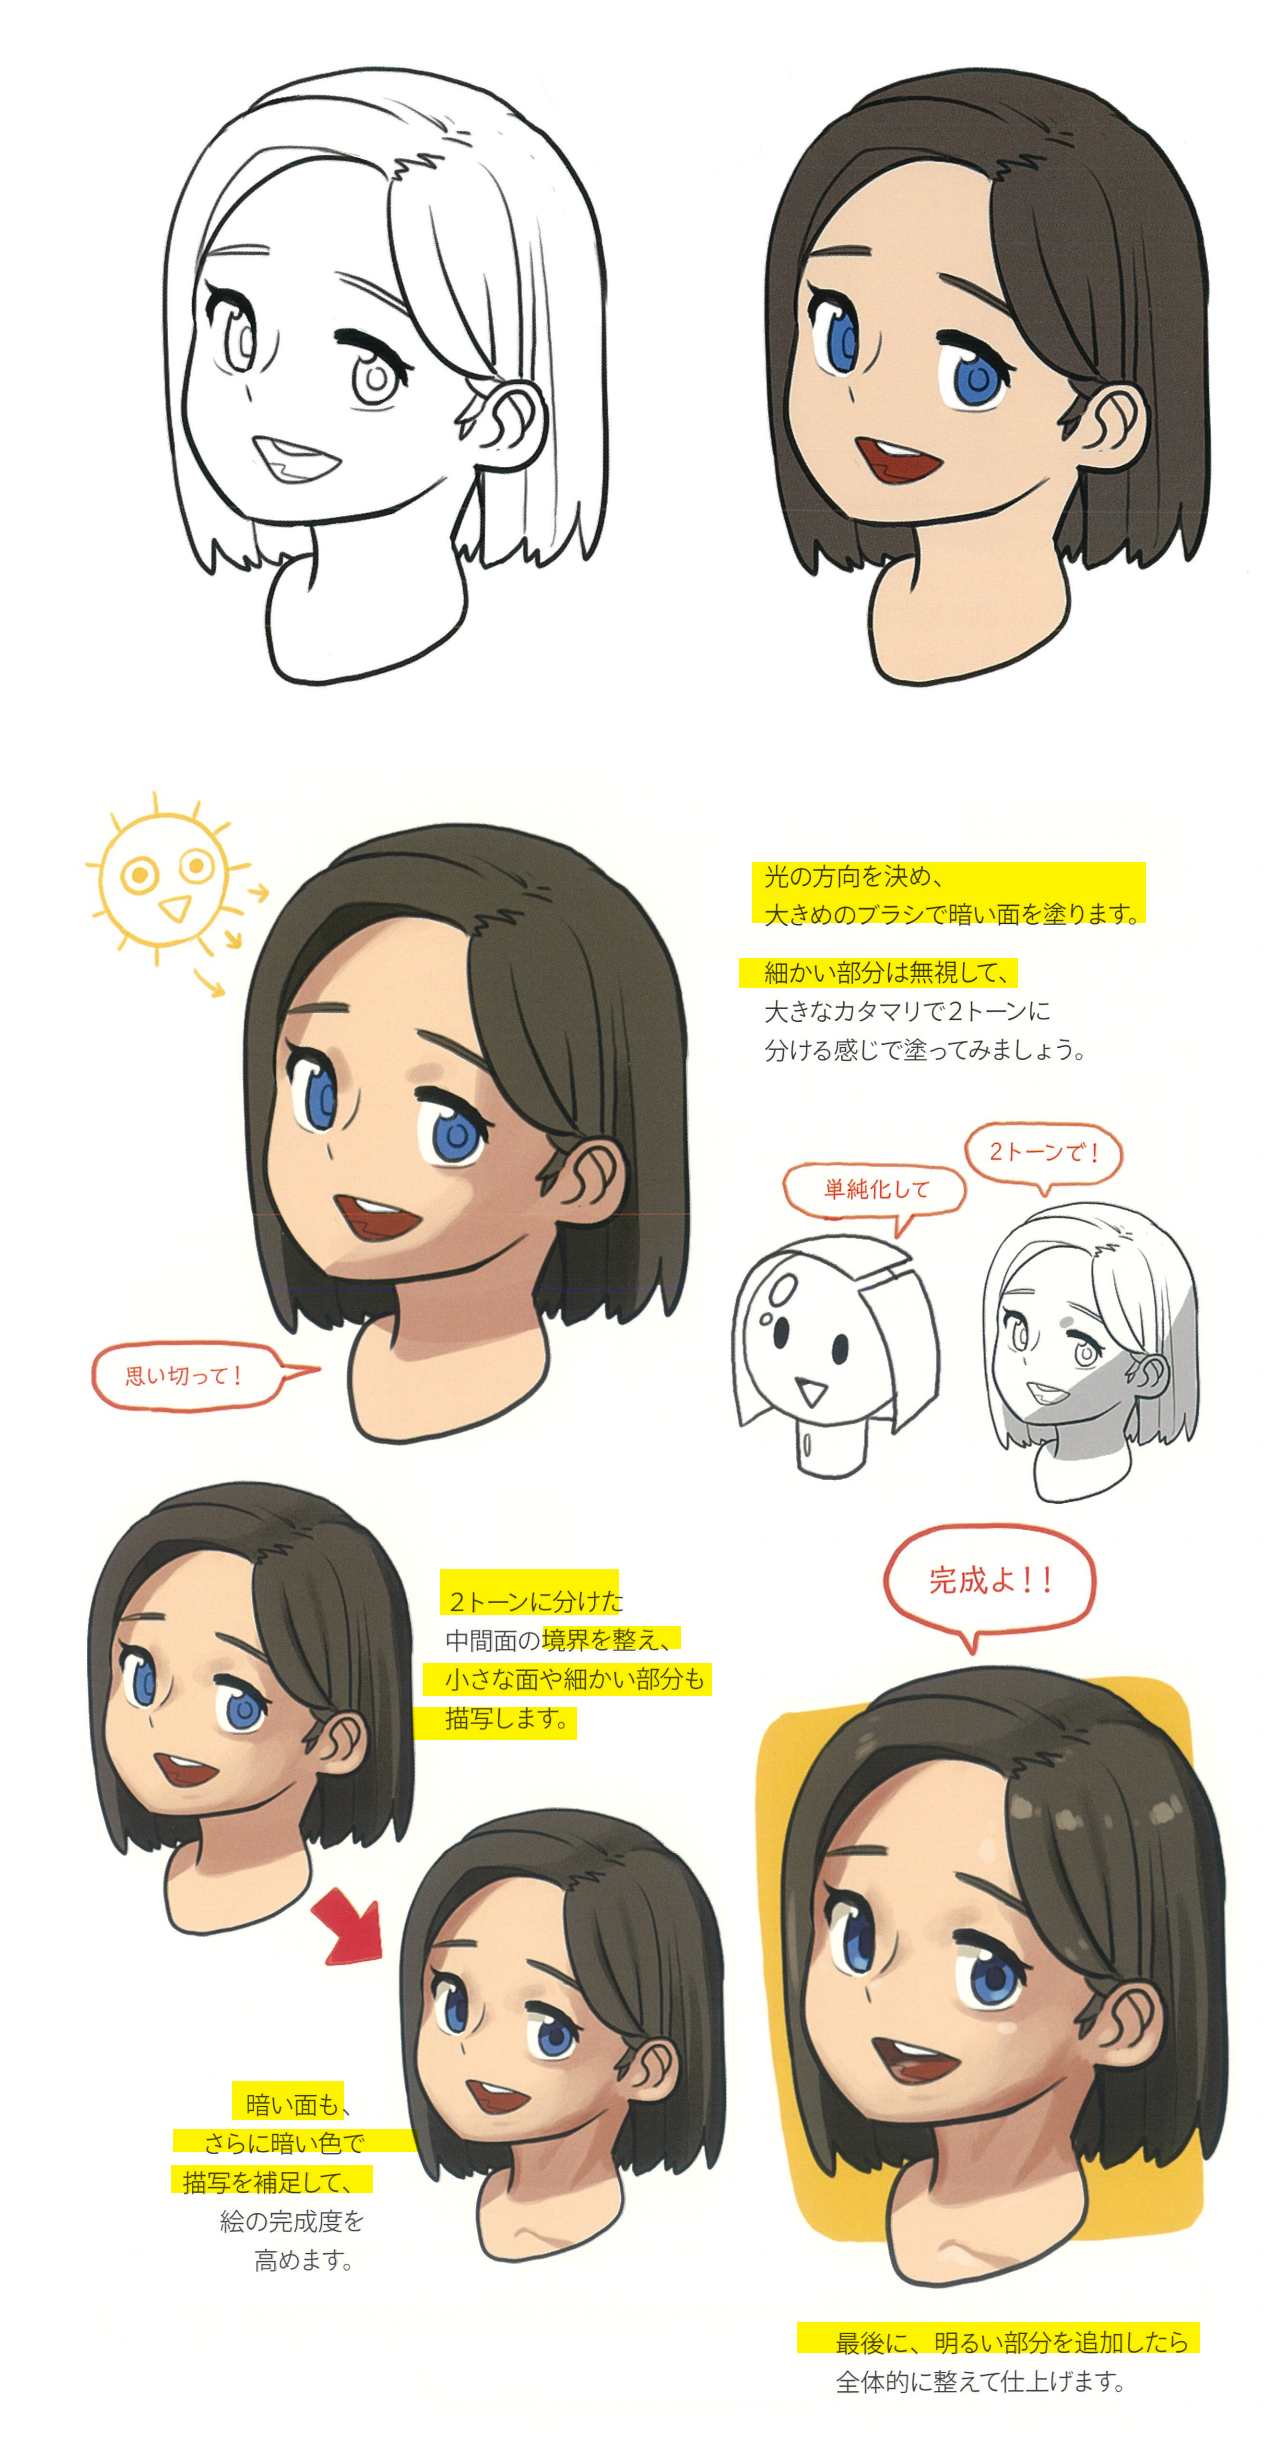 光の方向を決め、
大きめのブラシで暗い面を塗ります。
細かい部分は無視して、
大きなカタマリで2トーンに
分ける感じで塗ってみましょう。
2トーンで！
単純化して
思い切って！
2トーンに分けた
中間面の境界を整え、
小さな面や細かい部分も
描写します。
完成よ！！
暗い面も、
さらに暗い色で
描写を補足して、
絵の完成度を
高めます。
最後に、明るい部分を追加したら
全体的に整えて仕上げます。